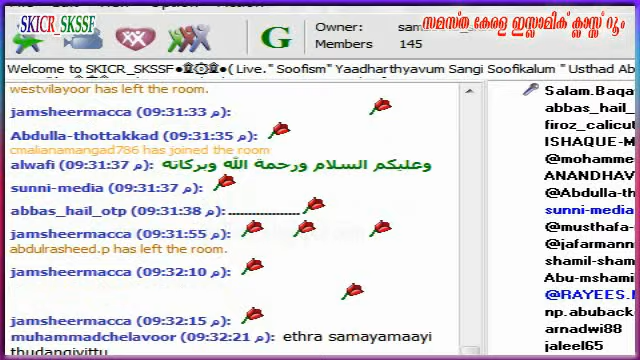 SKICR_SKSSF
Owner:
Members 145
സമസ്ത കേരള ഇസ്ലാമിക് ക്ലാസ്സ് റൂം
Welcome to SKICR_SKSSF●۩۞۩●( Live." Soofism" Yaadharthyavum Sangi Soofikalum " Usthad Ab
westvilayoor has left the room.
jamsheermacca (09:31:33 م):
Abdulla-thottakkad (09:31:35 م):
cmalianamangad786 has joined the room
alwafi (09:31:37 م): وعليكم السلام ورحمة الله وبركاته
sunni-media (09:31:37 م):
abbas_hail_otp (09:31:38 م): ..................
jamsheermacca (09:31:55 م):
abdulrasheed.p has left the room.
jamsheermacca (09:32:10 م):
jamsheermacca (09:32:15 م):
muhammadchelavoor (09:32:21 م): ethra samayamaayi
thudangivittu
Salam.Baqa
abbas_hail_
firoz_calicut
ISHAQUE-M
@mohamme
ANANDHAV
@Abdulla-th
sunni-media
@musthafa-
@jafarmann
shamil-sham
Abu-mshami
@RAYEES.N
np.abuback
arnadwi88
jaleel65